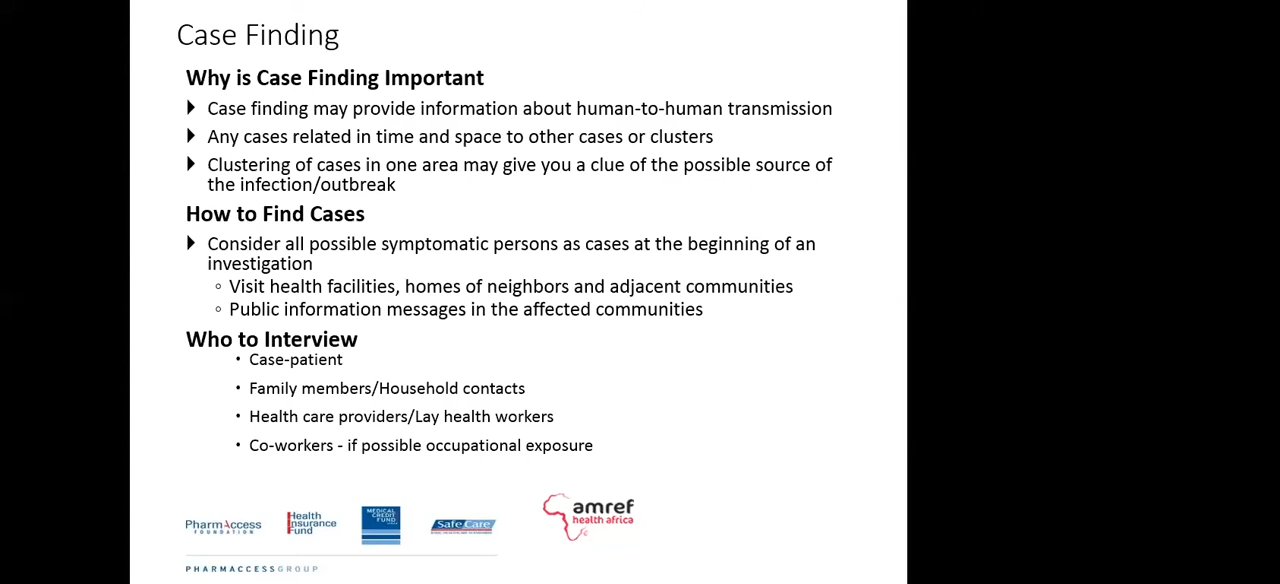 Case Finding
Why is Case Finding Important
Case finding may provide information about human-to-human transmission
Any cases related in time and space to other cases or clusters
Clustering of cases in one area may give you a clue of the possible source of
the infection/outbreak
How to Find Cases
Consider all possible symptomatic persons as cases at the beginning of an
investigation
Visit health facilities, homes of neighbors and adjacent communities
Public information messages in the affected communities
Who to Interview
Case-patient
Family members/Household contacts
Health care providers/Lay health workers
Co-workers - if possible occupational exposure
PharmAccess
FOUNDATION
Health
Insurance
Fund
MEDICAL
CREDIT
FUND
SafeCare
amref
health africa
PHARMACCESSGROUP